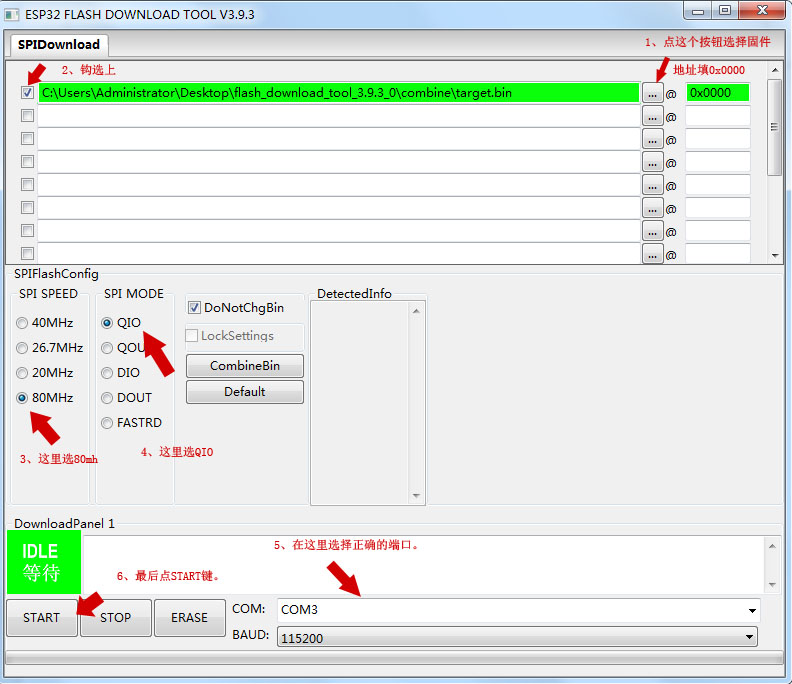 ESP32 FLASH DOWNLOAD TOOL V3.9.3
SPIDownload
1、点这个按钮选择固件
2、钩选上
地址填0x0000
C:\Users\Administrator\Desktop\flash_download_tool_3.9.3_0\combine\target.bin
...
@
0x0000
...
@
...
@
...
@
...
@
...
@
...
@
...
@
SPIFlashConfig
SPI SPEED
40MHz
26.7MHz
20MHz
80MHz
3、这里选80mh
SPI MODE
QIO
QOU
DIO
DOUT
FASTRD
4、这里选QIO
DoNotChgBin
LockSettings
CombineBin
Default
DetectedInfo
DownloadPanel 1
IDLE
等待
5、在这里选择正确的端口。
6、最后点START键。
START
STOP
ERASE
COM:
COM3
BAUD:
115200